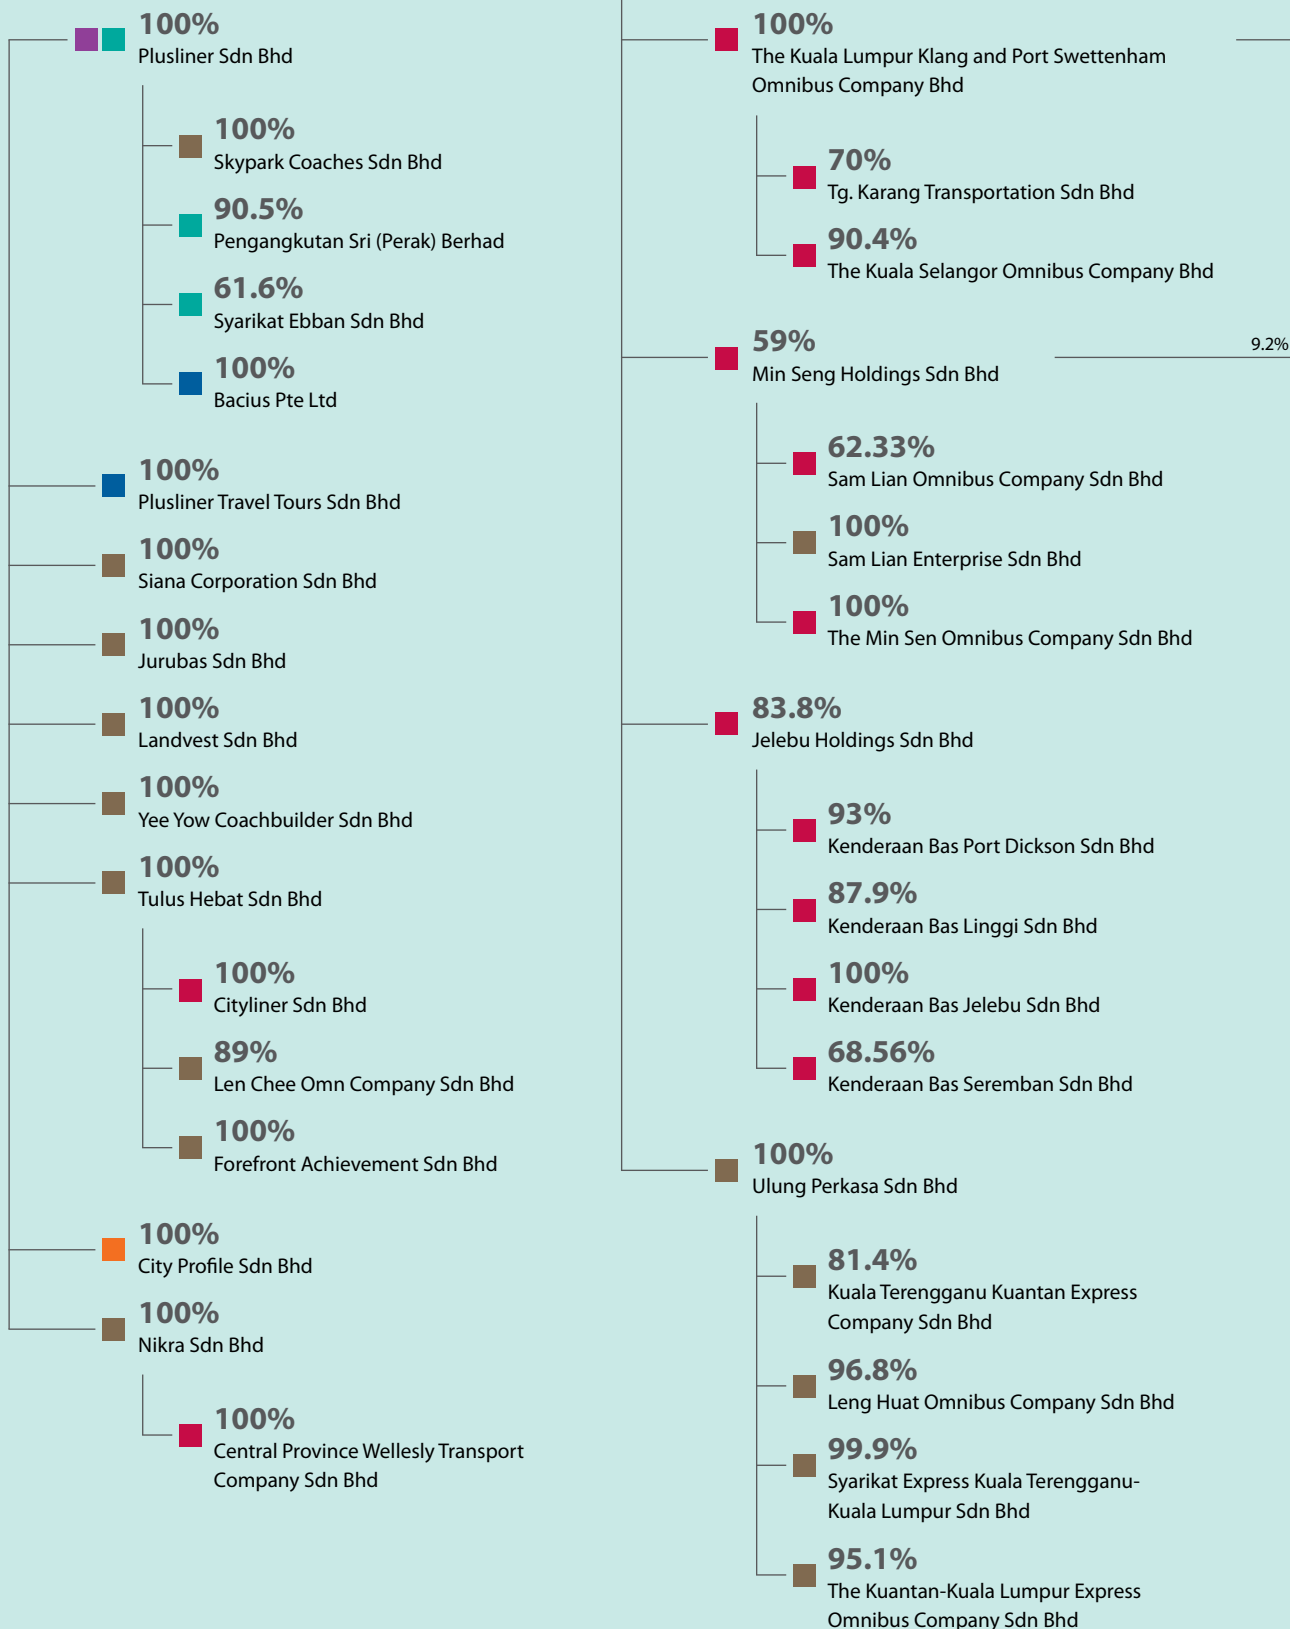 100%
Plusliner Sdn Bhd
100%
Skypark Coaches Sdn Bhd
90.5%
Pengangkutan Sri (Perak) Berhad
61.6%
Syarikat Ebban Sdn Bhd
100%
Bacius Pte Ltd
100%
Plusliner Travel Tours Sdn Bhd
100%
Siana Corporation Sdn Bhd
100%
Jurubas Sdn Bhd
100%
Landvest Sdn Bhd
100%
Yee Yow Coachbuilder Sdn Bhd
100%
Tulus Hebat Sdn Bhd
100%
Cityliner Sdn Bhd
89%
Len Chee Omn Company Sdn Bhd
100%
Forefront Achievement Sdn Bhd
100%
City Profile Sdn Bhd
100%
Nikra Sdn Bhd
100%
Central Province Wellesly Transport
Company Sdn Bhd
100%
The Kuala Lumpur Klang and Port Swettenham
Omnibus Company Bhd
70%
Tg. Karang Transportation Sdn Bhd
90.4%
The Kuala Selangor Omnibus Company Bhd
59%
Min Seng Holdings Sdn Bhd
9.2%
62.33%
Sam Lian Omnibus Company Sdn Bhd
100%
Sam Lian Enterprise Sdn Bhd
100%
The Min Sen Omnibus Company Sdn Bhd
83.8%
Jelebu Holdings Sdn Bhd
93%
Kenderaan Bas Port Dickson Sdn Bhd
87.9%
Kenderaan Bas Linggi Sdn Bhd
100%
Kenderaan Bas Jelebu Sdn Bhd
68.56%
Kenderaan Bas Seremban Sdn Bhd
100%
Ulung Perkasa Sdn Bhd
81.4%
Kuala Terengganu Kuantan Express
Company Sdn Bhd
96.8%
Leng Huat Omnibus Company Sdn Bhd
99.9%
Syarikat Express Kuala Terengganu-
Kuala Lumpur Sdn Bhd
95.1%
The Kuantan-Kuala Lumpur Express
Omnibus Company Sdn Bhd